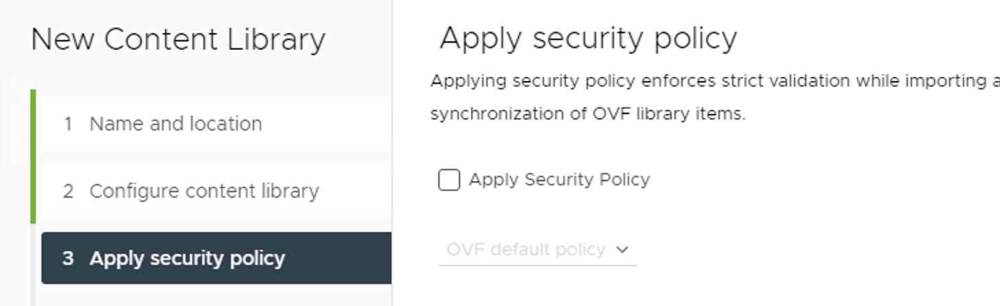 New Content Library
1 Name and location
2 Configure content library
3 Apply security policy
Apply security policy
Applying security policy enforces strict validation while importing
synchronization of OVF library items.
Apply Security Policy
OVF default policy